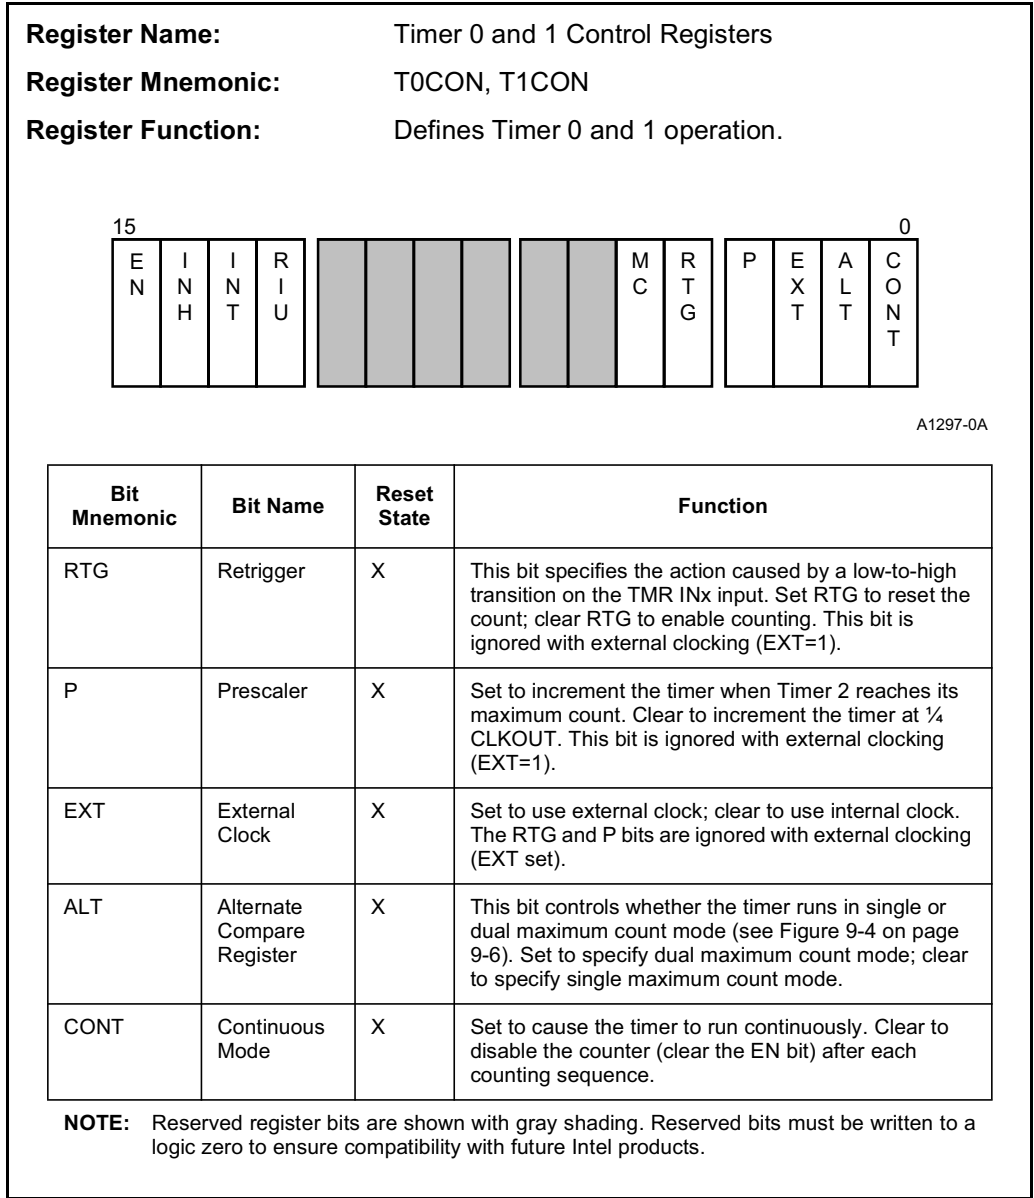 Register Name: Timer 0 and 1 Control Registers
Register Mnemonic: T0CON, T1CON
Register Function: Defines Timer 0 and 1 operation.
15 0
EN INH INT RIU MC RTG P EXT ALT CONT
A1297-0A
Bit Mnemonic Bit Name Reset State Function
RTG Retrigger X This bit specifies the action caused by a low-to-high
transition on the TMR INx input. Set RTG to reset the
count; clear RTG to enable counting. This bit is
ignored with external clocking (EXT=1).
P Prescaler X Set to increment the timer when Timer 2 reaches its
maximum count. Clear to increment the timer at ¼
CLKOUT. This bit is ignored with external clocking
(EXT=1).
EXT External Clock X Set to use external clock; clear to use internal clock.
The RTG and P bits are ignored with external clocking
(EXT set).
ALT Alternate Compare Register X This bit controls whether the timer runs in single or
dual maximum count mode (see Figure 9-4 on page
9-6). Set to specify dual maximum count mode; clear
to specify single maximum count mode.
CONT Continuous Mode X Set to cause the timer to run continuously. Clear to
disable the counter (clear the EN bit) after each
counting sequence.
NOTE: Reserved register bits are shown with gray shading. Reserved bits must be written to a
logic zero to ensure compatibility with future Intel products.